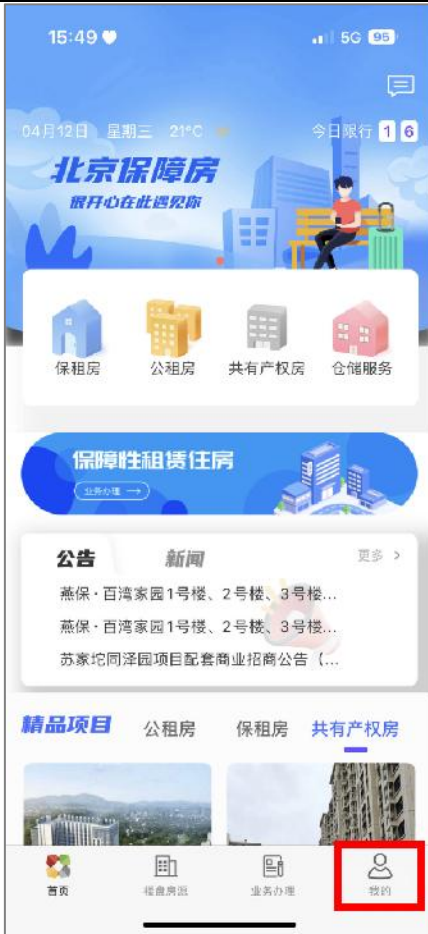 15:49
5G 95
04月12日 星期三 21°C
今日限行 1 6
北京保障房
很开心在此遇见你
保租房 公租房 共有产权房 仓储服务
保障性租赁住房
业务办理 →
公告 新闻 更多 >
燕保·百湾家园1号楼、2号楼、3号楼...
燕保·百湾家园1号楼、2号楼、3号楼...
苏家坨同泽园项目配套商业招商公告（...
精品项目 公租房 保租房 共有产权房
首页 楼盘房源 业务办理 我的